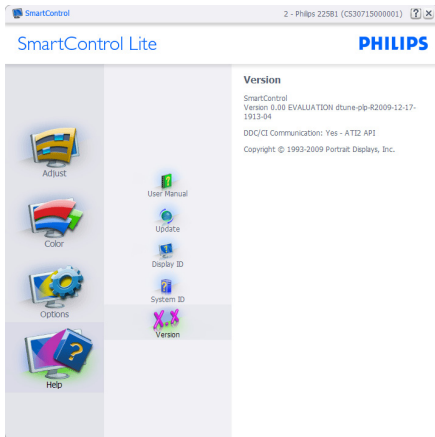 SmartControl
2 - Philips 225B1 (CS30715000001)
SmartControl Lite
PHILIPS
Adjust
Color
Options
Help
User Manual
Update
Display ID
System ID
Version
Version
SmartControl
Version 0.00 EVALUATION dtune-plp-R2009-12-17-
1913-04
DDC/CI Communication: Yes - ATI2 API
Copyright © 1993-2009 Portrait Displays, Inc.